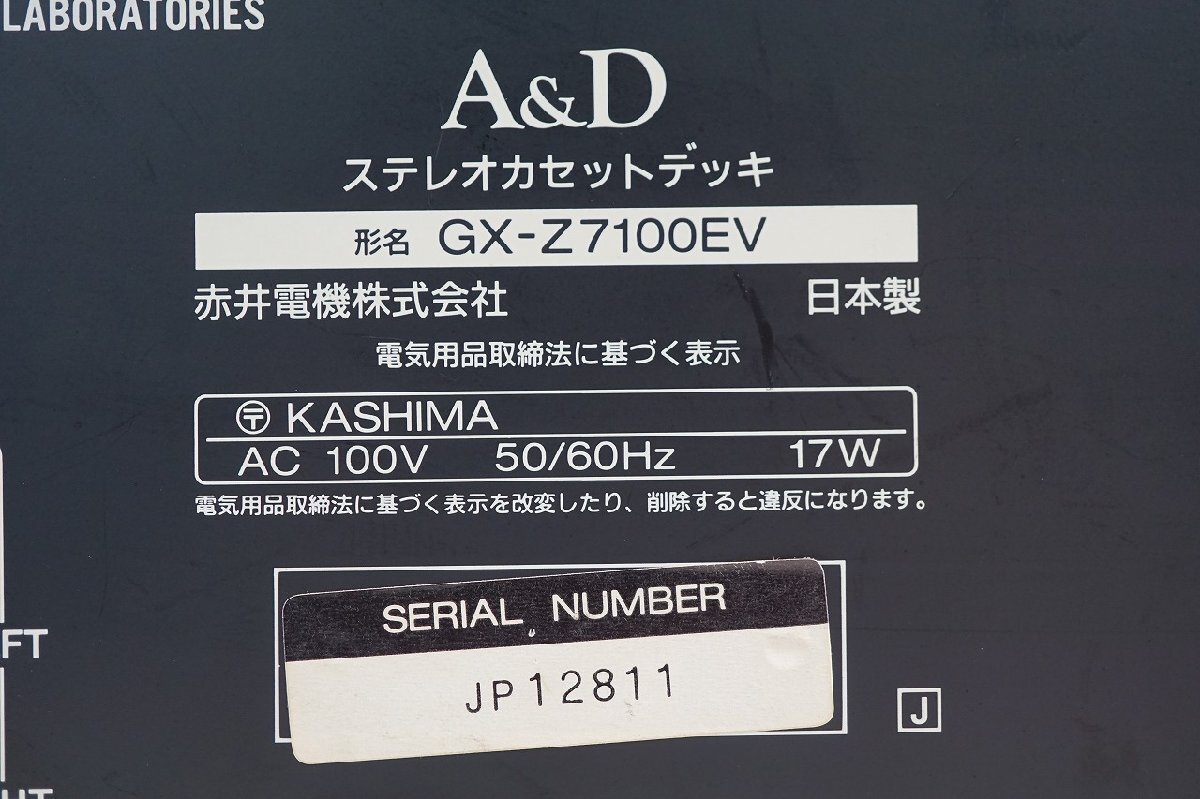 LABORATORIES
A&D
ステレオカセットデッキ
形名 GX-Z7100EV
赤井電機株式会社 日本製
電気用品取締法に基づく表示
〶 KASHIMA
AC 100V 50/60Hz 17W
電気用品取締法に基づく表示を改変したり、削除すると違反になります。
SERIAL NUMBER
JP12811
J
FT